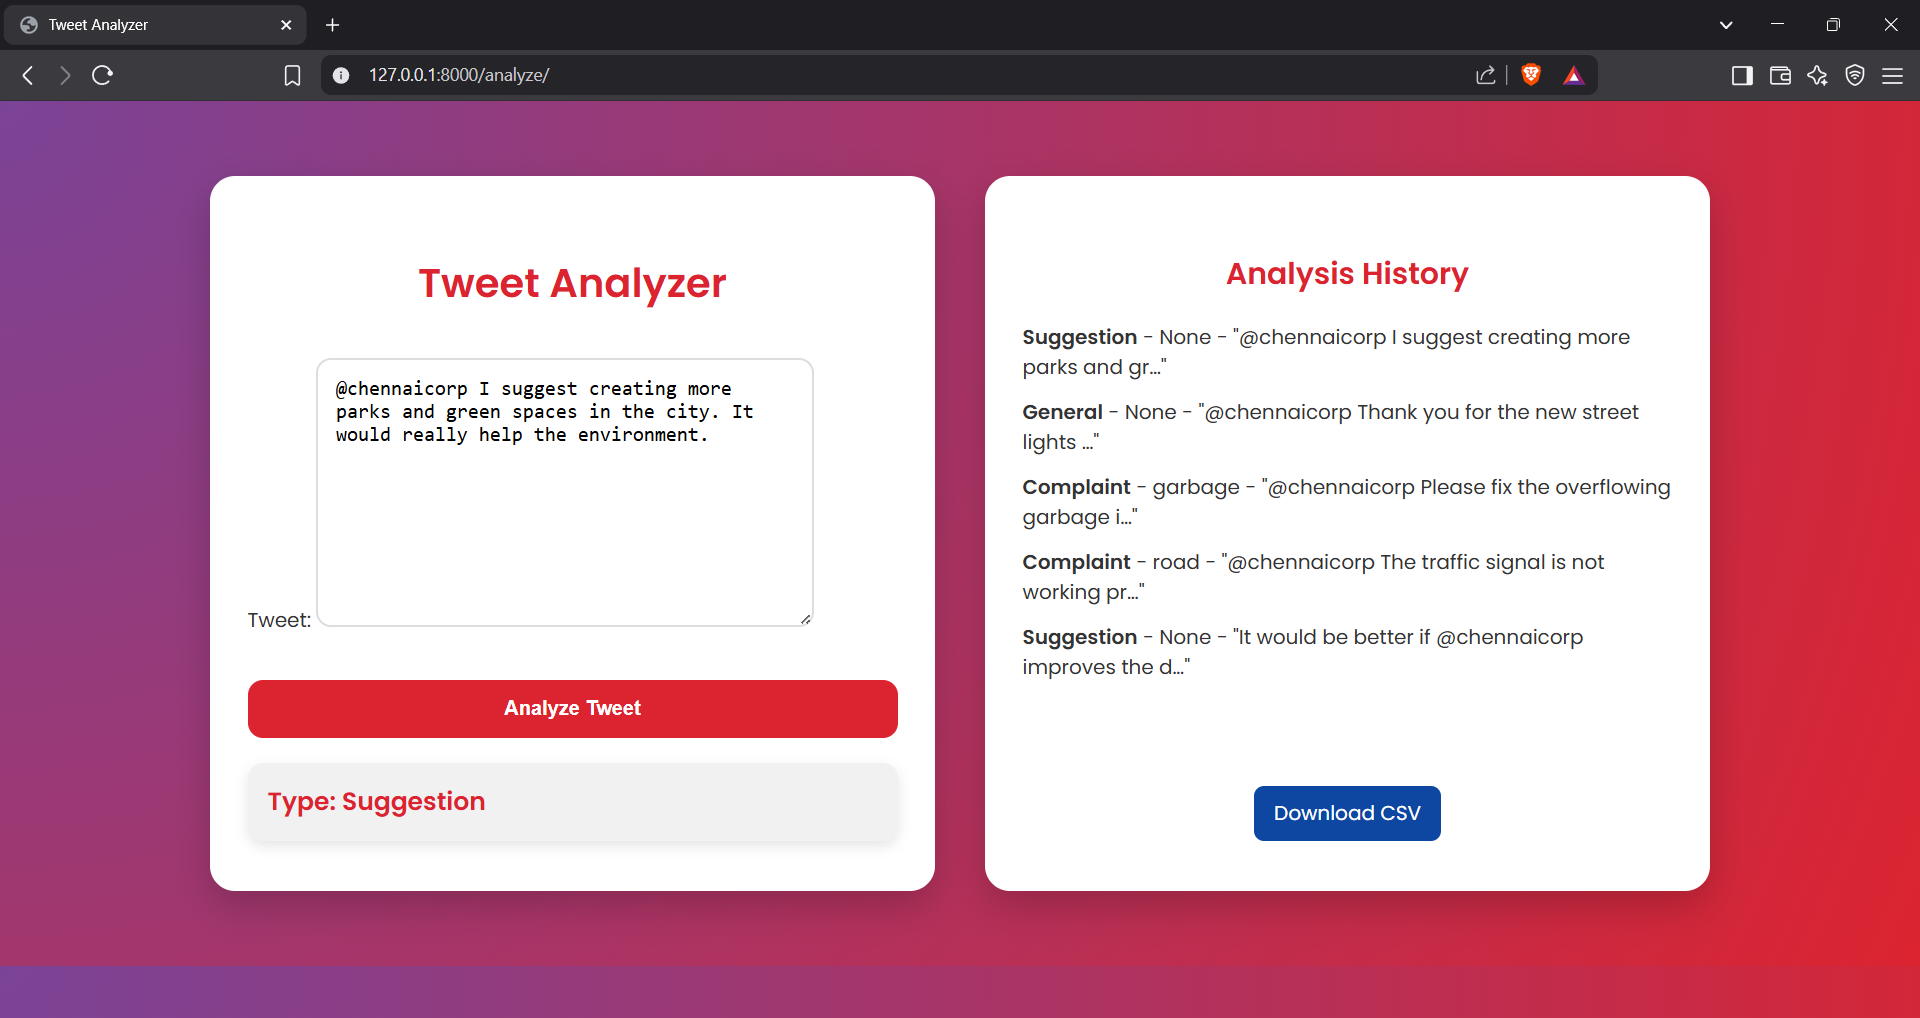 Tweet Analyzer
127.0.0.1:8000/analyze/
Tweet Analyzer
@chennaicorp I suggest creating more
parks and green spaces in the city. It
would really help the environment.
Tweet:
Analyze Tweet
Type: Suggestion
Analysis History
Suggestion - None - "@chennaicorp I suggest creating more
parks and gr..."
General - None - "@chennaicorp Thank you for the new street
lights ..."
Complaint - garbage - "@chennaicorp Please fix the overflowing
garbage i..."
Complaint - road - "@chennaicorp The traffic signal is not
working pr..."
Suggestion - None - "It would be better if @chennaicorp
improves the d..."
Download CSV